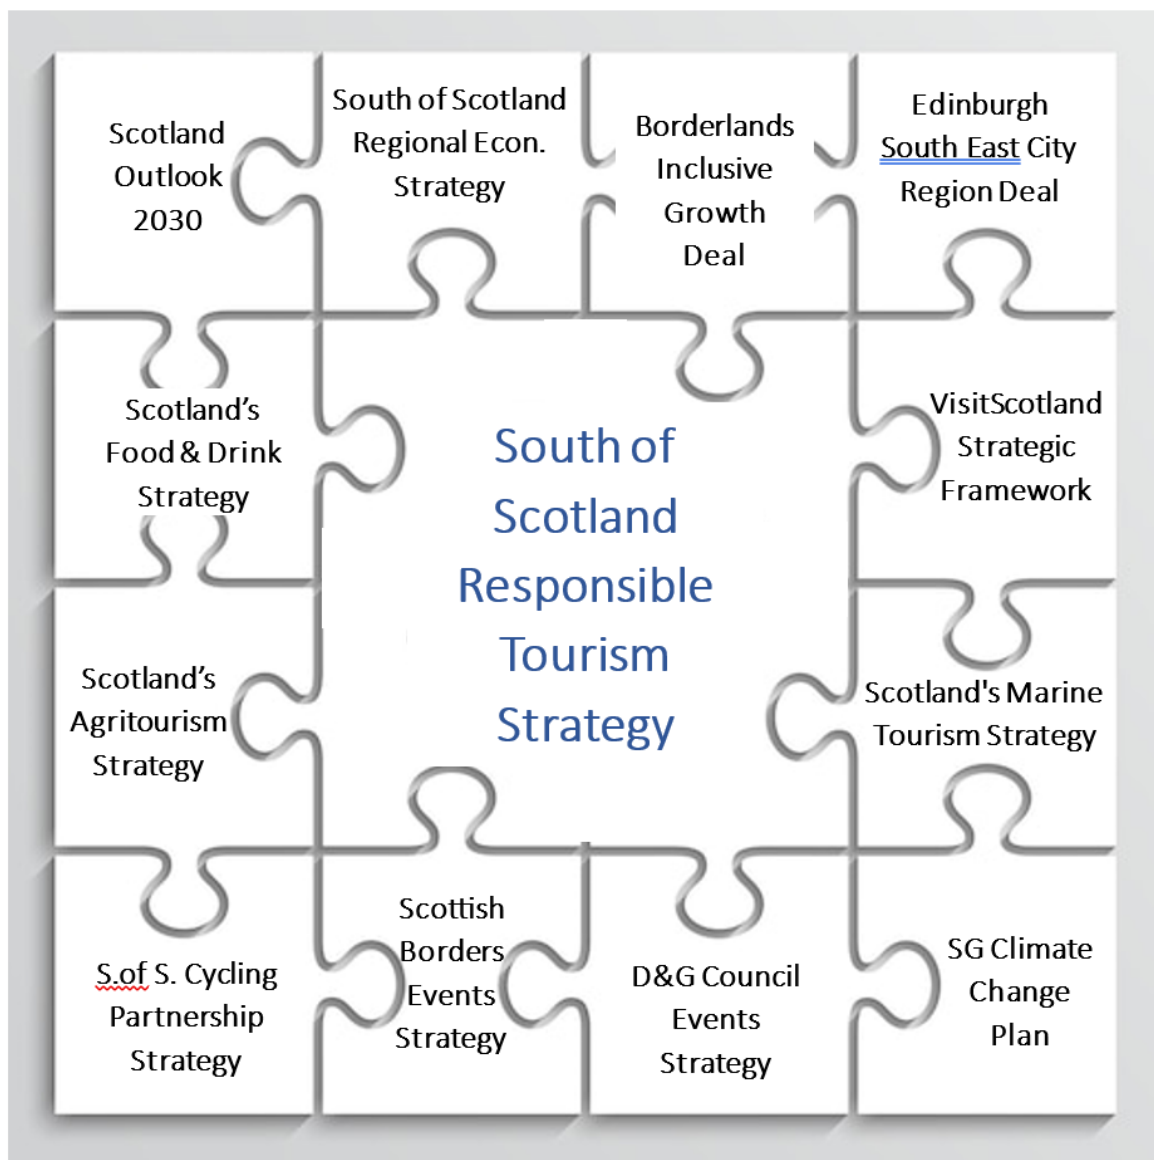 Scotland
Outlook
2030
South of Scotland
Regional Econ.
Strategy
Borderlands
Inclusive
Growth
Deal
Edinburgh
South East City
Region Deal
Scotland’s
Food & Drink
Strategy
South of
Scotland
Responsible
Tourism
Strategy
VisitScotland
Strategic
Framework
Scotland’s
Agritourism
Strategy
Scotland's Marine
Tourism Strategy
S.of S. Cycling
Partnership
Strategy
Scottish
Borders
Events
Strategy
D&G Council
Events
Strategy
SG Climate
Change
Plan